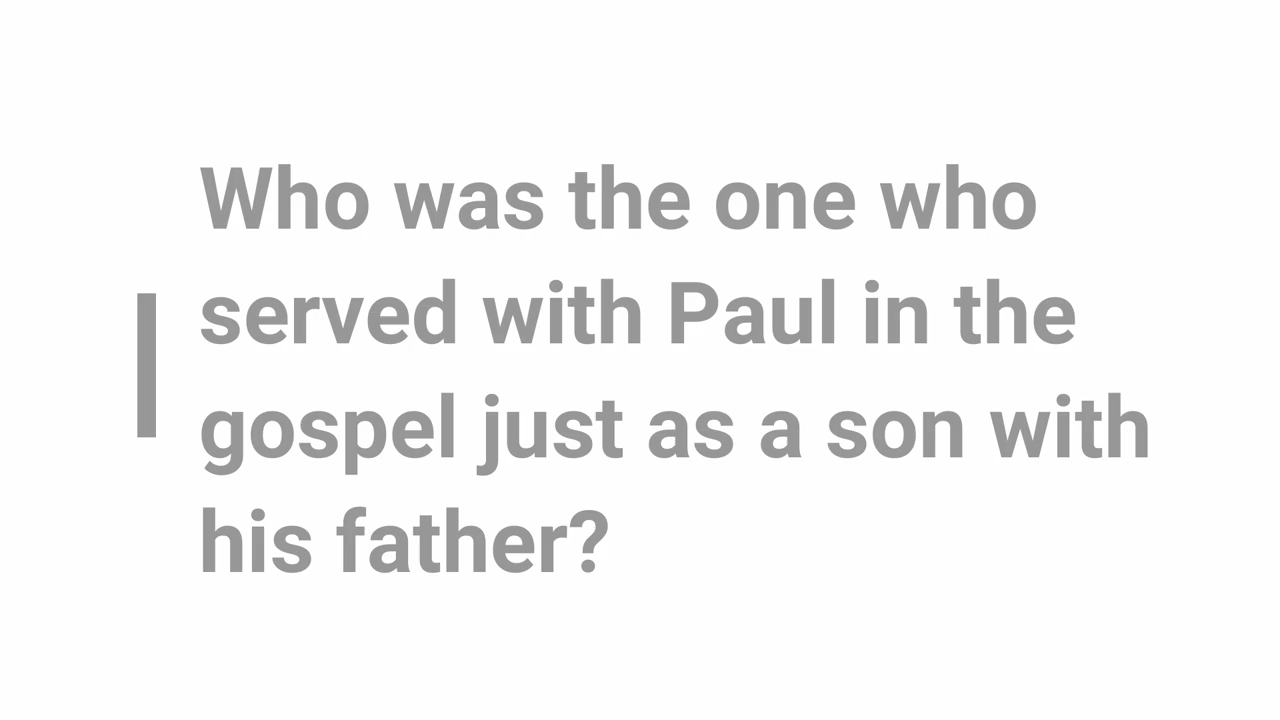 Who was the one who
served with Paul in the
gospel just as a son with
his father?